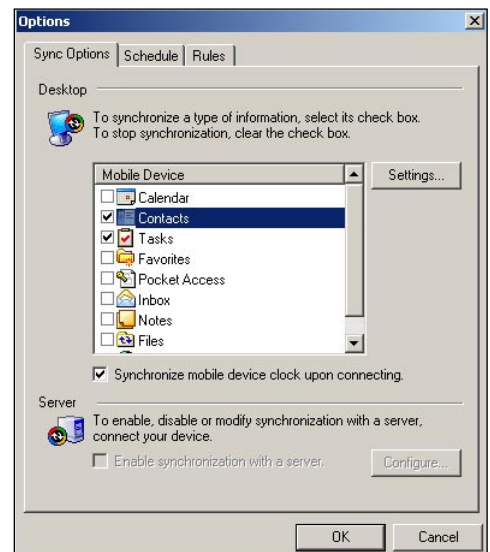 Options
Sync Options Schedule Rules
Desktop
To synchronize a type of information, select its check box.
To stop synchronization, clear the check box.
Mobile Device
Settings...
Calendar
Contacts
Tasks
Favorites
Pocket Access
Inbox
Notes
Files
Synchronize mobile device clock upon connecting.
Server
To enable, disable or modify synchronization with a server,
connect your device.
Enable synchronization with a server.
Configure...
OK Cancel